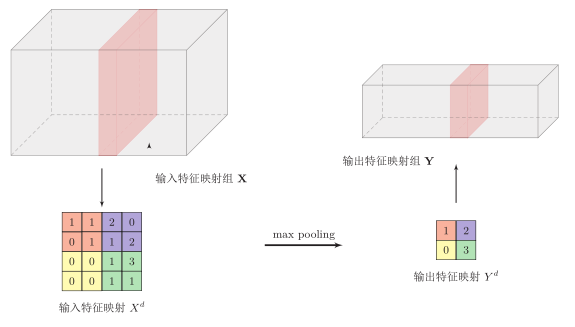 输出特征映射组 Y
输入特征映射组 X
1 1 2 0
0 1 1 2
0 0 1 3
0 0 1 1
max pooling
1 2
0 3
输入特征映射 X^d
输出特征映射 Y^d